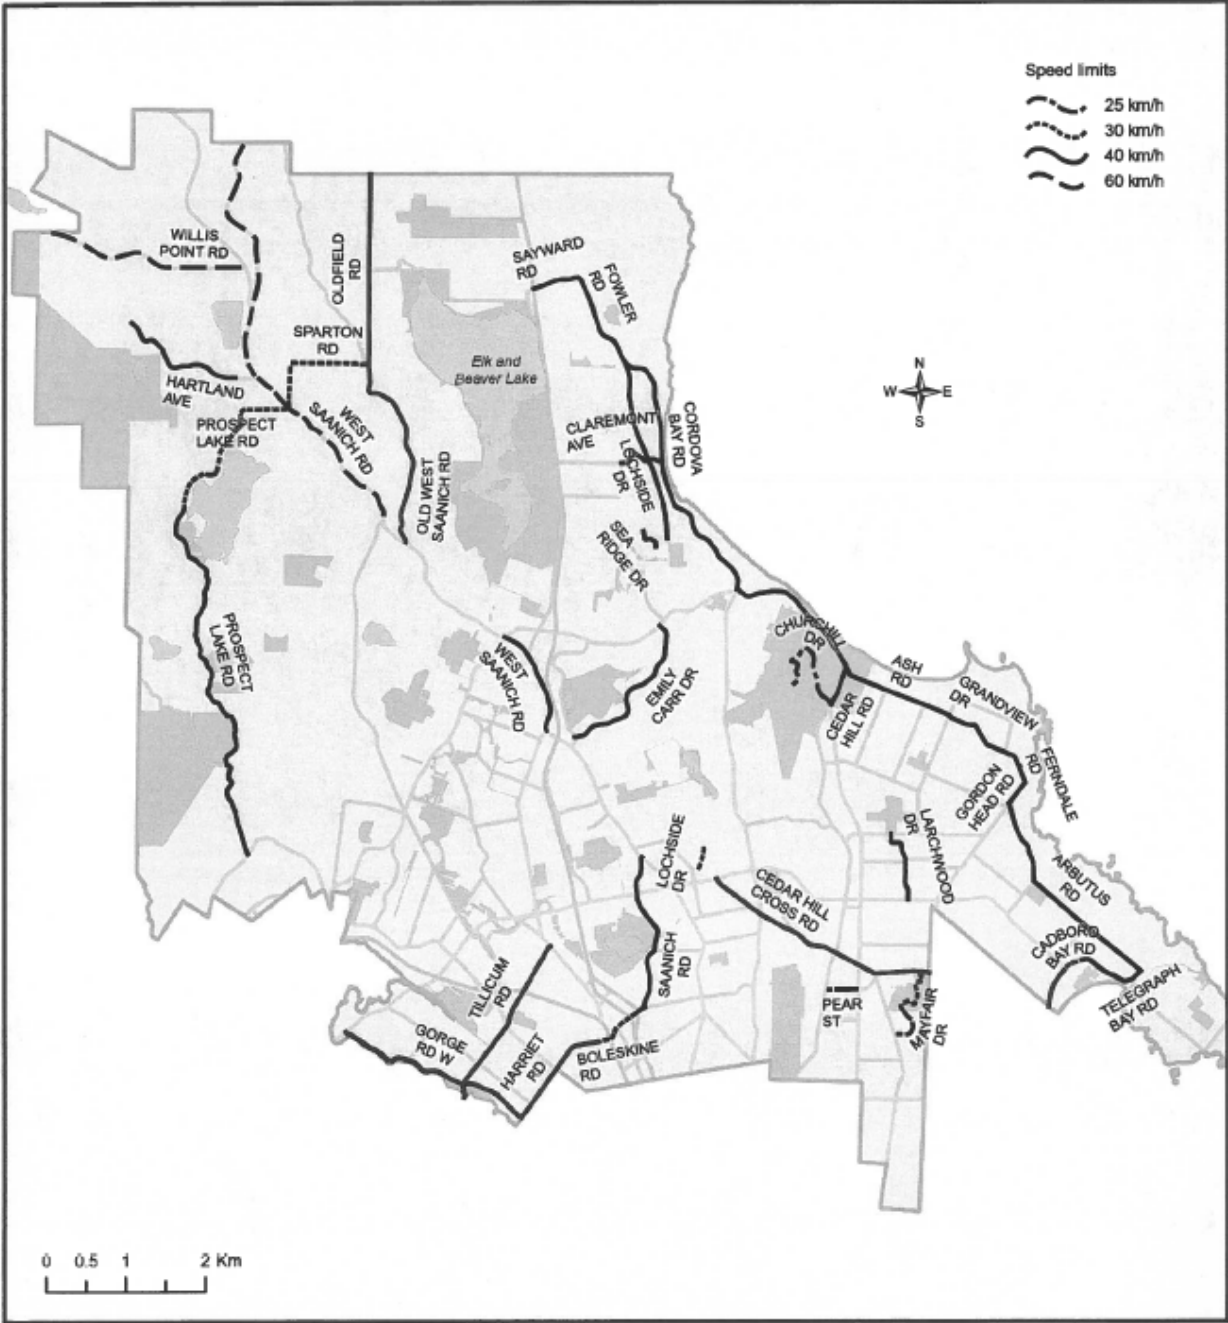 Speed limits
25 km/h
30 km/h
40 km/h
60 km/h
WILLIS
POINT RD
OLDFIELD
RD
SAYWARD
RD
FOWLER
RD
SPARTON
RD
Elk and
Beaver Lake
N
W E
S
HARTLAND
AVE
PROSPECT
LAKE RD
WEST
SAANICH RD
CLAREMONT
AVE
CORDOVA
BAY RD
LOCHSIDE
DR
OLD WEST
SAANICH RD
SEA
RIDGE DR
PROSPECT
LAKE RD
WEST
SAANICH RD
EMILY
CARR DR
CHURCHILL
DR
CEDAR
HILL RD
ASH
RD
GRANDVIEW
DR
FERNDALE
RD
GORDON
HEAD RD
LARCHWOOD
DR
LOCHSIDE
DR
CEDAR HILL
CROSS RD
ARBUTUS
RD
CADBORO
BAY RD
TELEGRAPH
BAY RD
SAANICH
RD
TILLICUM
RD
PEAR
ST
MAYFAIR
DR
GORGE
RD W
HARRIET
RD
BOLESKINE
RD
0 0.5 1 2 Km